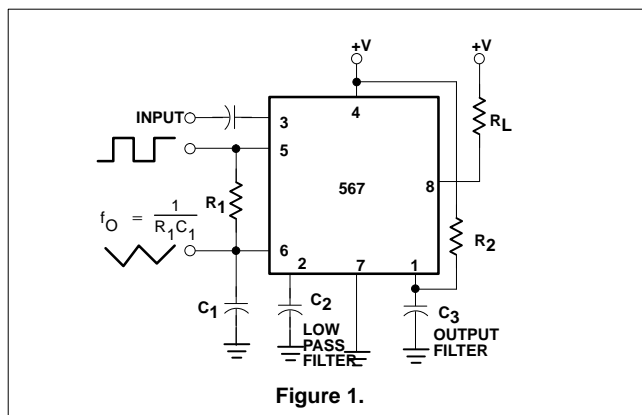 +V
+V
INPUT
3
4
5
R1
567
8
RL
fO = 1/R1C1
6
2
7
1
R2
C1
C2
C3
LOW
PASS
FILTER
OUTPUT
FILTER
Figure 1.